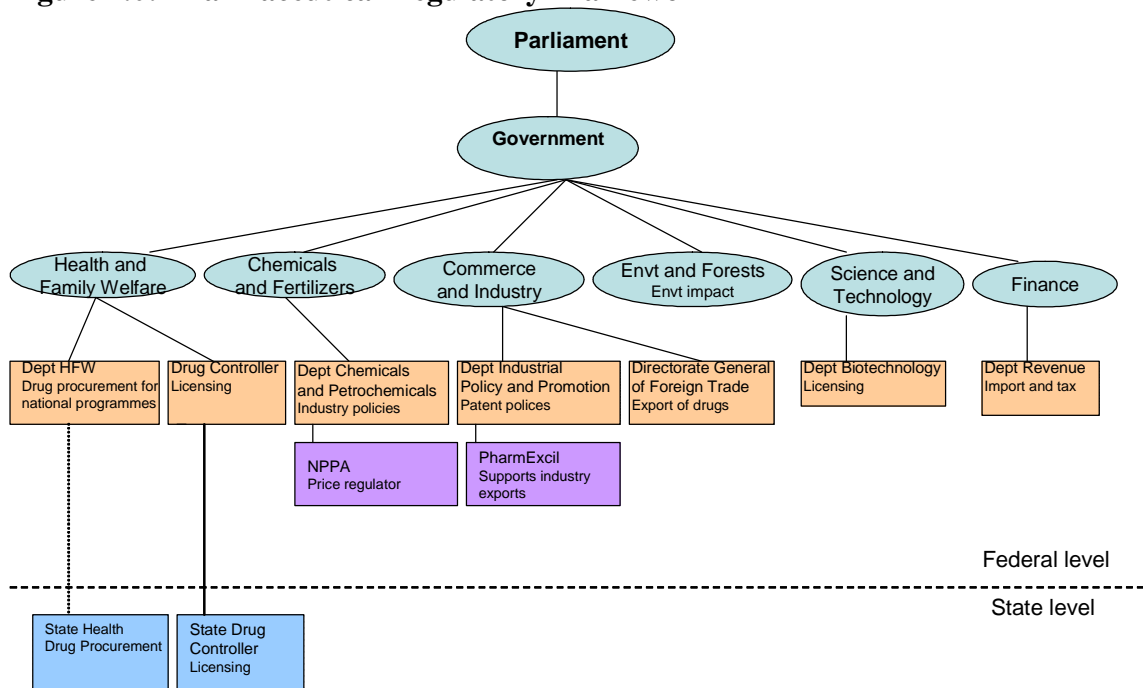 Parliament
Government
Health and
Family Welfare
Chemicals
and Fertilizers
Commerce
and Industry
Envt and Forests
Envt impact
Science and
Technology
Finance
Dept HFW
Drug procurement for
national programmes
Drug Controller
Licensing
Dept Chemicals
and Petrochemicals
Industry policies
Dept Industrial
Policy and Promotion
Patent polices
Directorate General
of Foreign Trade
Export of drugs
Dept Biotechnology
Licensing
Dept Revenue
Import and tax
NPPA
Price regulator
PharmExcil
Supports industry
exports
Federal level
State level
State Health
Drug Procurement
State Drug
Controller
Licensing